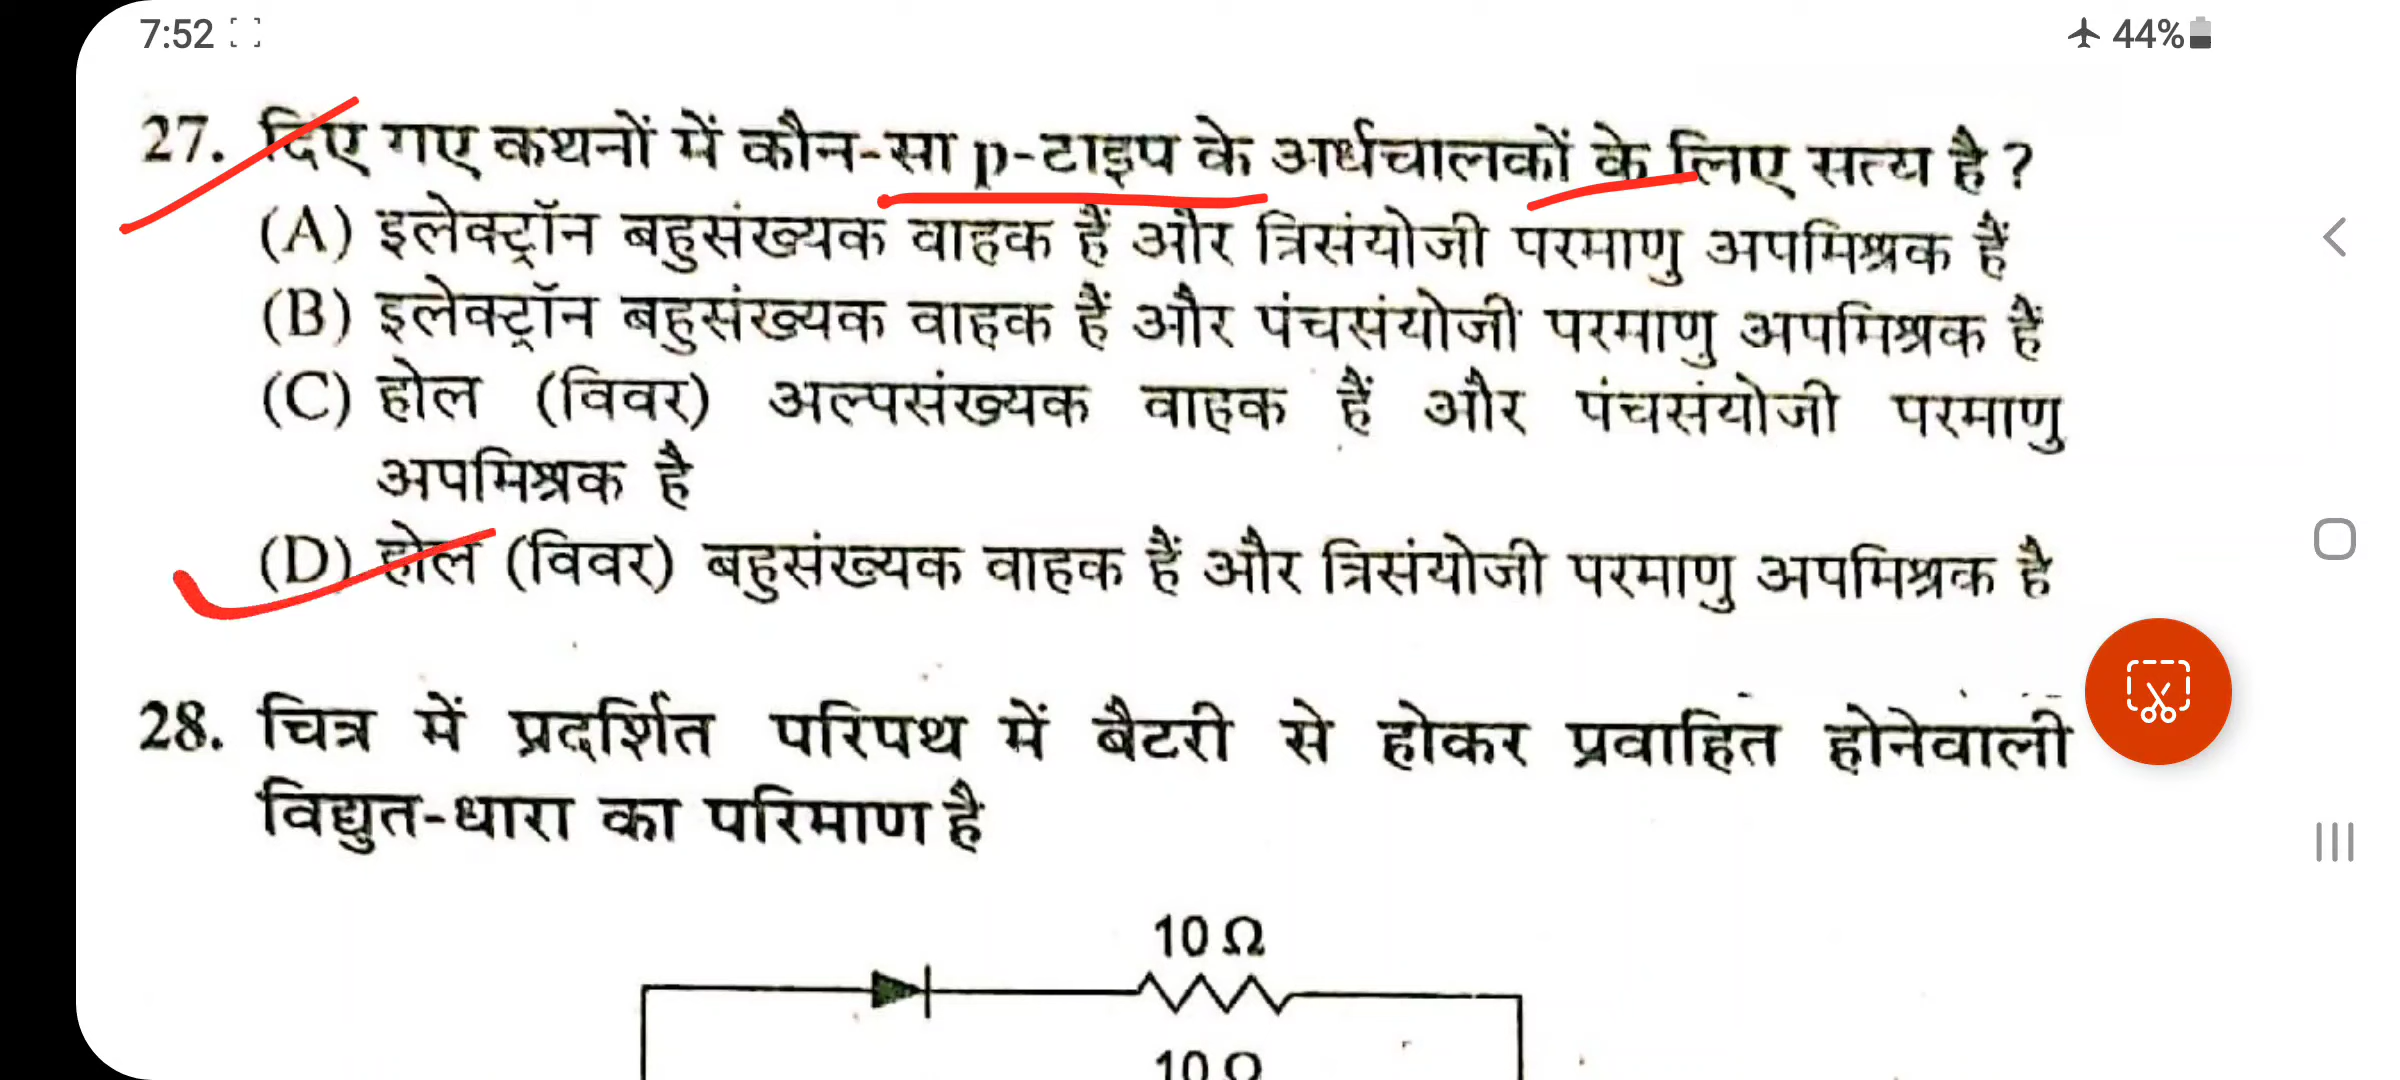 7:52
44%
27. दिए गए कथनों में कौन-सा p-टाइप के अर्धचालकों के लिए सत्य है ?
(A) इलेक्ट्रॉन बहुसंख्यक वाहक हैं और त्रिसंयोजी परमाणु अपमिश्रक हैं
(B) इलेक्ट्रॉन बहुसंख्यक वाहक हैं और पंचसंयोजी परमाणु अपमिश्रक हैं
(C) होल (विवर) अल्पसंख्यक वाहक हैं और पंचसंयोजी परमाणु
अपमिश्रक है
(D) होल (विवर) बहुसंख्यक वाहक हैं और त्रिसंयोजी परमाणु अपमिश्रक है
28. चित्र में प्रदर्शित परिपथ में बैटरी से होकर प्रवाहित होनेवाली
विद्युत-धारा का परिमाण है
10 Ω
10 Ω